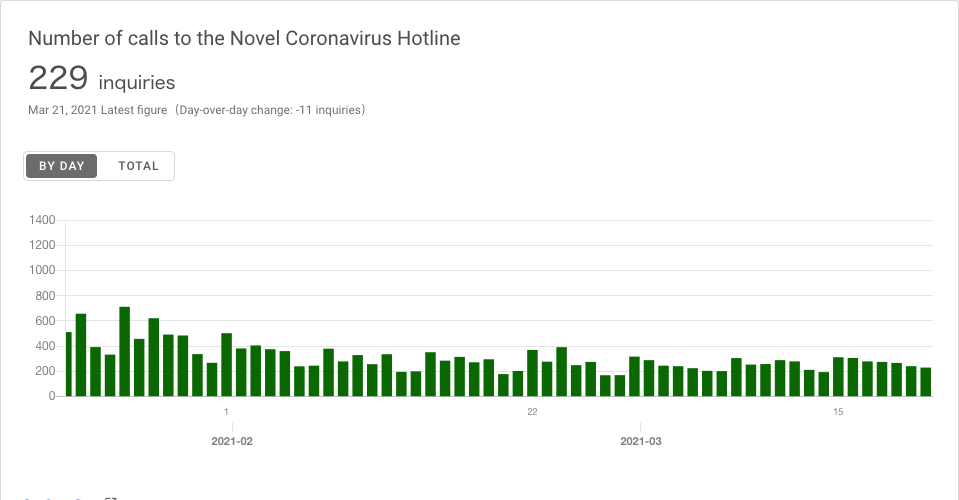 Number of calls to the Novel Coronavirus Hotline
229 inquiries
Mar 21, 2021 Latest figure (Day-over-day change: -11 inquiries)
BY DAY TOTAL
1400
1200
1000
800
600
400
200
0
1 22 15
2021-02 2021-03